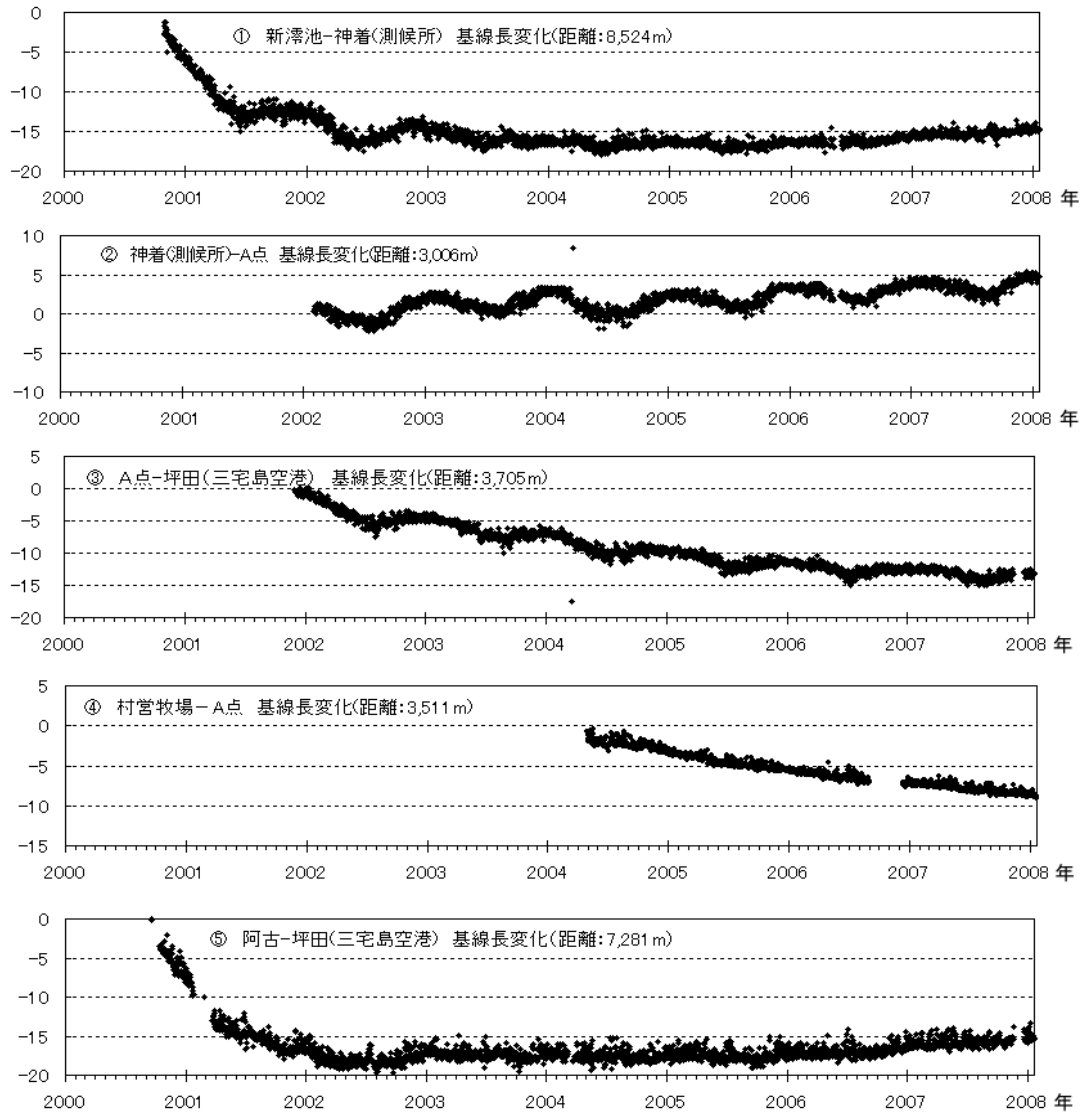 0
① 新澪池-神着(測候所) 基線長変化(距離:8,524m)
-5
-10
-15
-20
2000 2001 2002 2003 2004 2005 2006 2007 2008 年
10
② 神着(測候所)-A点 基線長変化(距離:3,006m)
5
0
-5
-10
2000 2001 2002 2003 2004 2005 2006 2007 2008 年
5
③ A点-坪田(三宅島空港) 基線長変化(距離:3,705m)
0
-5
-10
-15
-20
2000 2001 2002 2003 2004 2005 2006 2007 2008 年
5
④ 村営牧場-A点 基線長変化(距離:3,511m)
0
-5
-10
-15
2000 2001 2002 2003 2004 2005 2006 2007 2008 年
0
⑤ 阿古-坪田(三宅島空港) 基線長変化(距離:7,281m)
-5
-10
-15
-20
2000 2001 2002 2003 2004 2005 2006 2007 2008 年